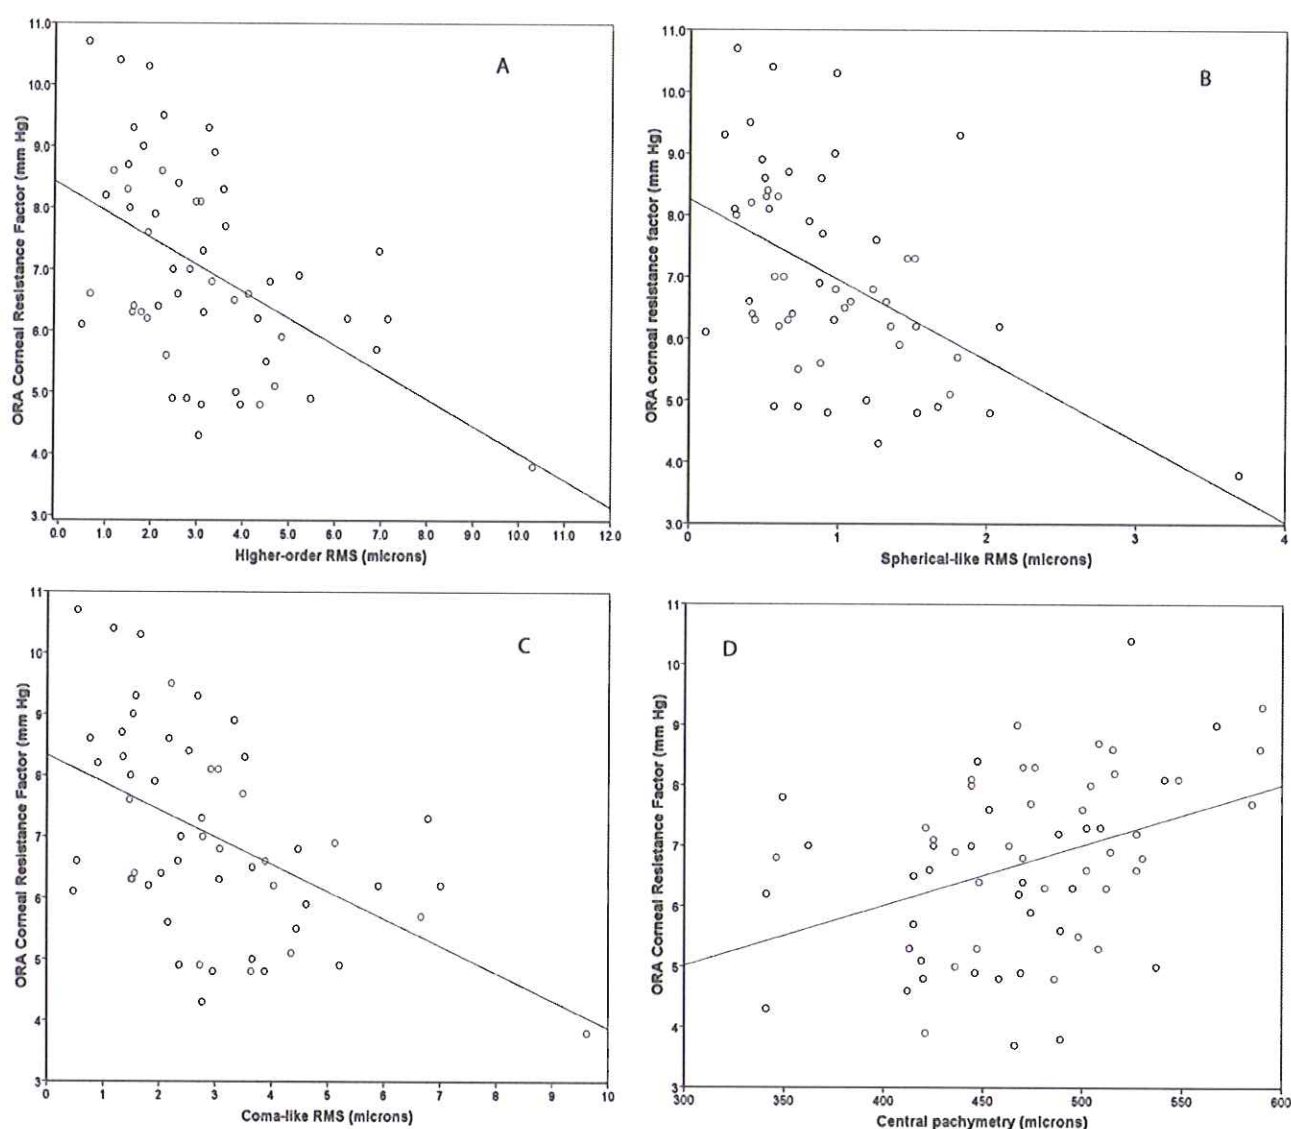 A
ORA Corneal Resistance Factor (mm Hg)
11.0
10.0
9.0
8.0
7.0
6.0
5.0
4.0
3.0
0.0 1.0 2.0 3.0 4.0 5.0 6.0 7.0 8.0 9.0 10.0 11.0 12.0
Higher-order RMS (microns)
B
ORA corneal resistance factor (mm Hg)
11.0
10.0
9.0
8.0
7.0
6.0
5.0
4.0
3.0
0 1 2 3 4
Spherical-like RMS (microns)
C
ORA Corneal Resistance Factor (mm Hg)
11
10
9
8
7
6
5
4
3
0 1 2 3 4 5 6 7 8 9 10
Coma-like RMS (microns)
D
ORA Corneal Resistance Factor (mm Hg)
11
10
9
8
7
6
5
4
3
300 350 400 450 500 550 600
Central pachymetry (microns)